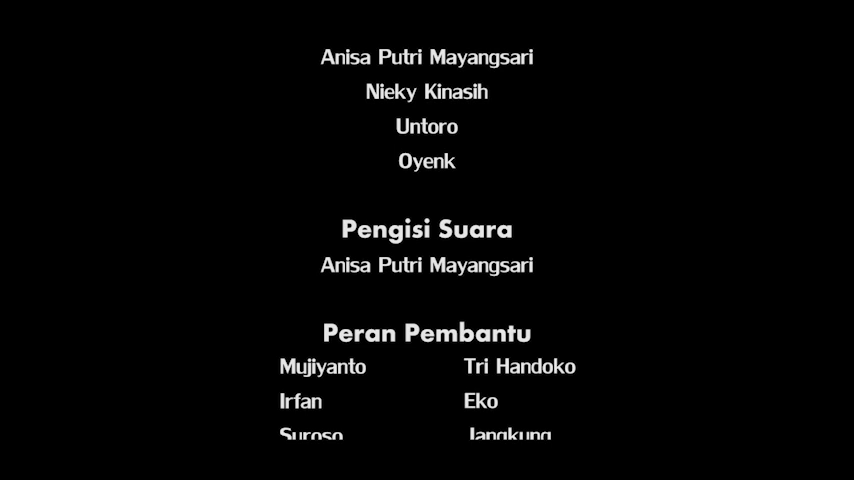 Anisa Putri Mayangsari
Nieky Kinasih
Untoro
Oyenk
Pengisi Suara
Anisa Putri Mayangsari
Peran Pembantu
Mujiyanto Tri Handoko
Irfan Eko
Suroso Jangkung